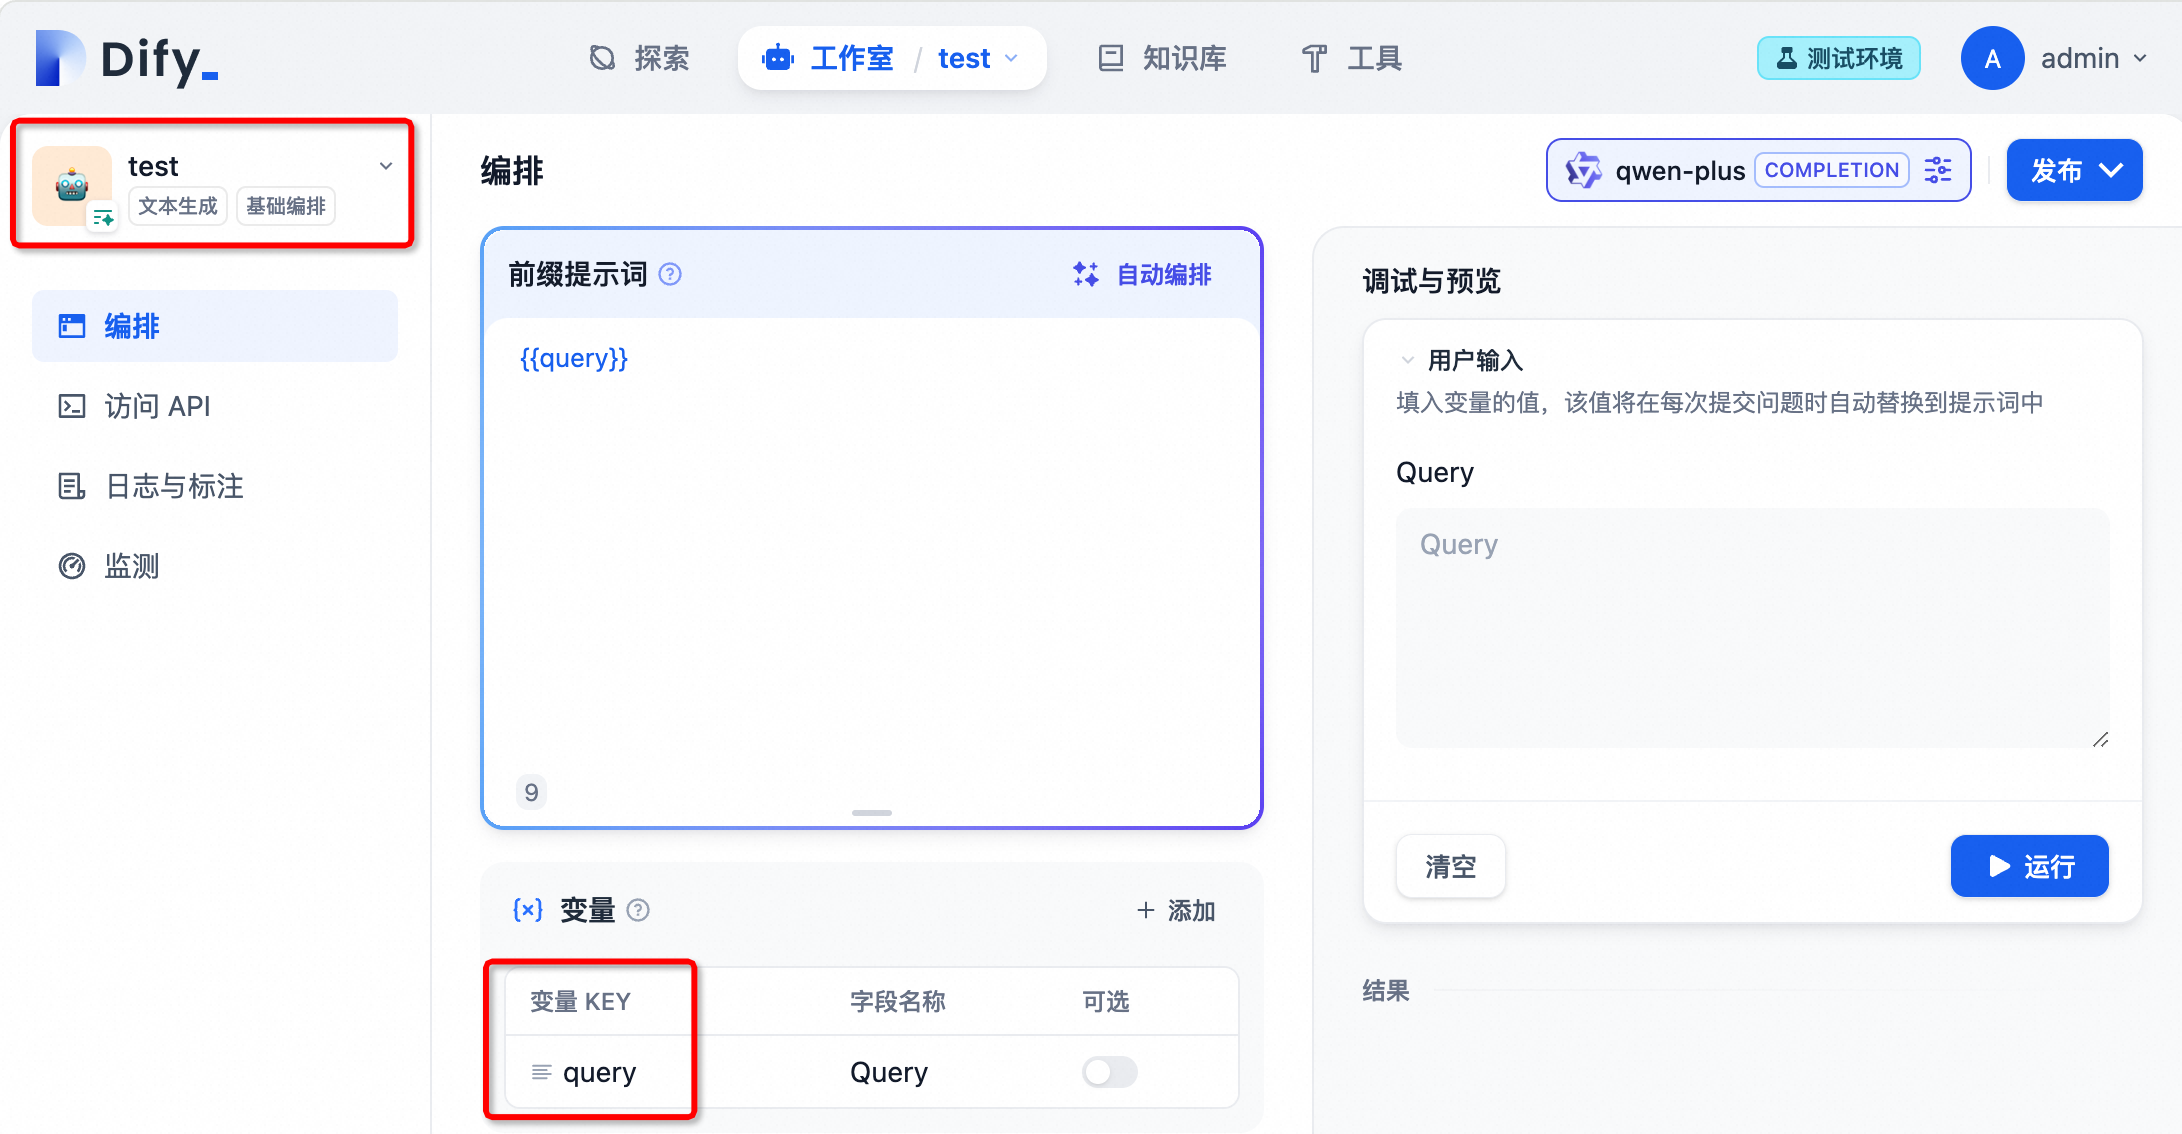 Dify_
探索
工作室 / test
知识库
工具
测试环境
A
admin
test
文本生成
基础编排
编排
访问 API
日志与标注
监测
编排
qwen-plus
COMPLETION
发布
前缀提示词
自动编排
{{query}}
9
变量
+ 添加
变量 KEY
字段名称
可选
query
Query
调试与预览
用户输入
填入变量的值，该值将在每次提交问题时自动替换到提示词中
Query
Query
清空
运行
结果